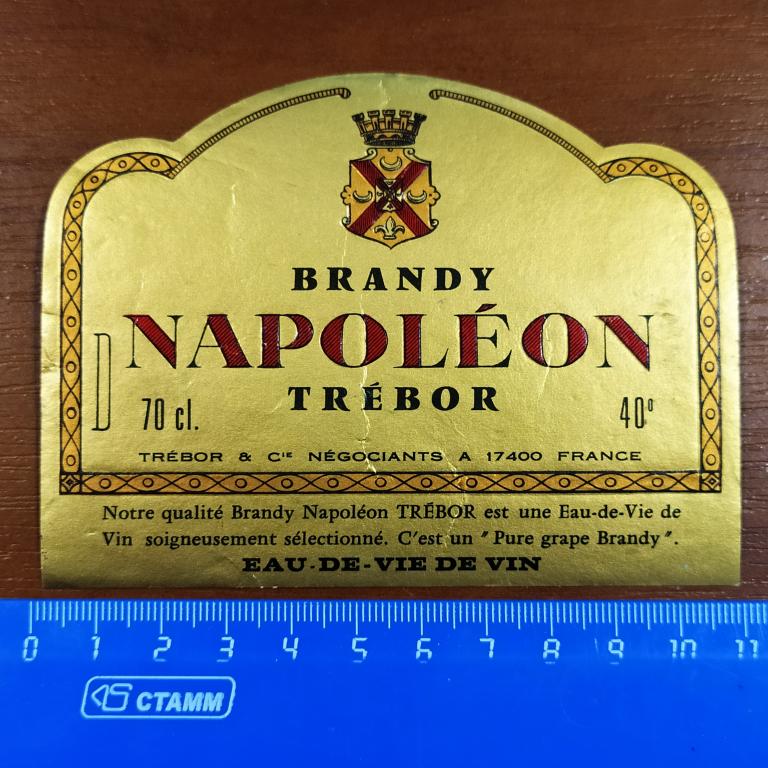 BRANDY
NAPOLÉON
TRÉBOR
D 70 cl. 40°
TRÉBOR & Cᴵᴱ NÉGOCIANTS A 17400 FRANCE
Notre qualité Brandy Napoléon TRÉBOR est une Eau-de-Vie de
Vin soigneusement sélectionné. C'est un "Pure grape Brandy".
EAU-DE-VIE DE VIN
0 1 2 3 4 5 6 7 8 9 10 11
СТАММ